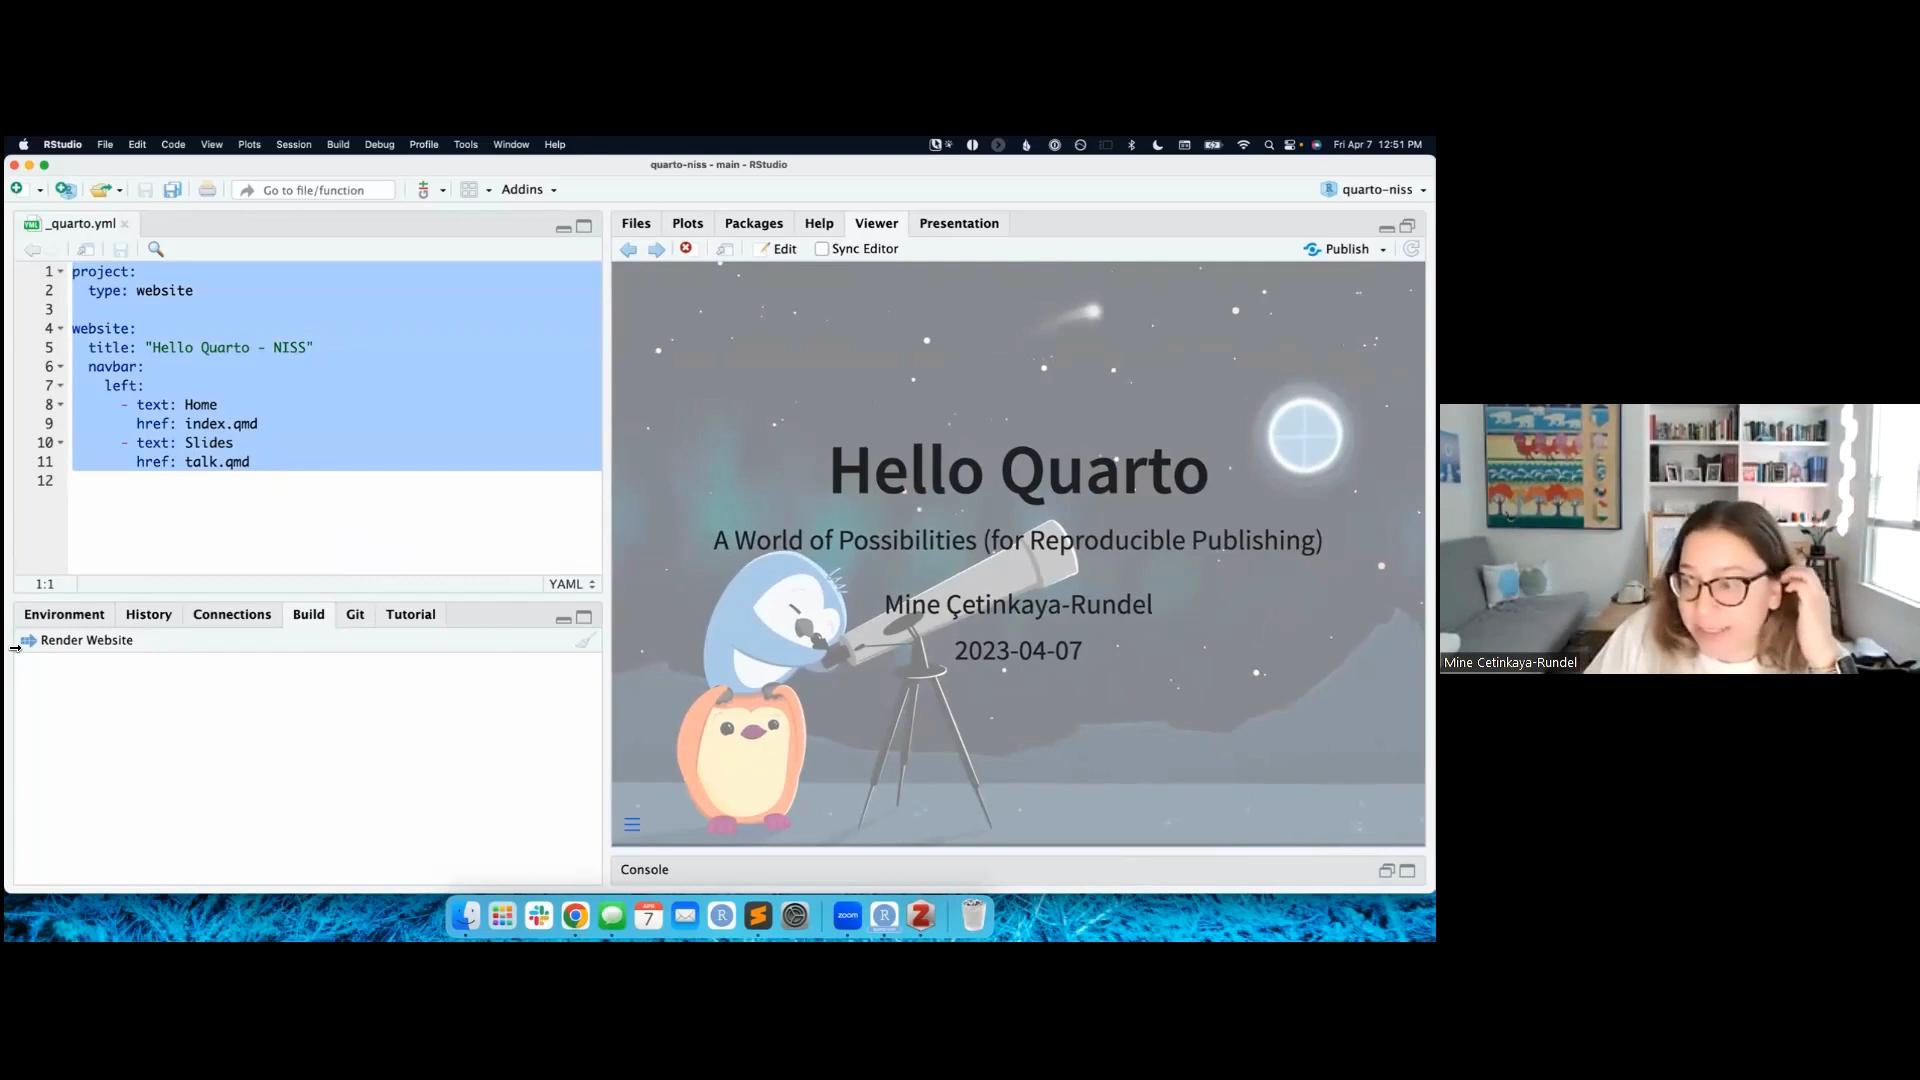 RStudio File Edit Code View Plots Session Build Debug Profile Tools Window Help Fri Apr 7 12:51 PM
quarto-niss - main - RStudio
Go to file/function Addins quarto-niss
_quarto.yml
1 project:
2 type: website
3
4 website:
5 title: "Hello Quarto - NISS"
6 navbar:
7 left:
8 - text: Home
9 href: index.qmd
10 - text: Slides
11 href: talk.qmd
12
1:1 YAML
Environment History Connections Build Git Tutorial
Render Website
Files Plots Packages Help Viewer Presentation
Edit Sync Editor Publish
Hello Quarto
A World of Possibilities (for Reproducible Publishing)
Mine Çetinkaya-Rundel
2023-04-07
Console
APR
7
R
zoom
R
Z
Mine Cetinkaya-Rundel